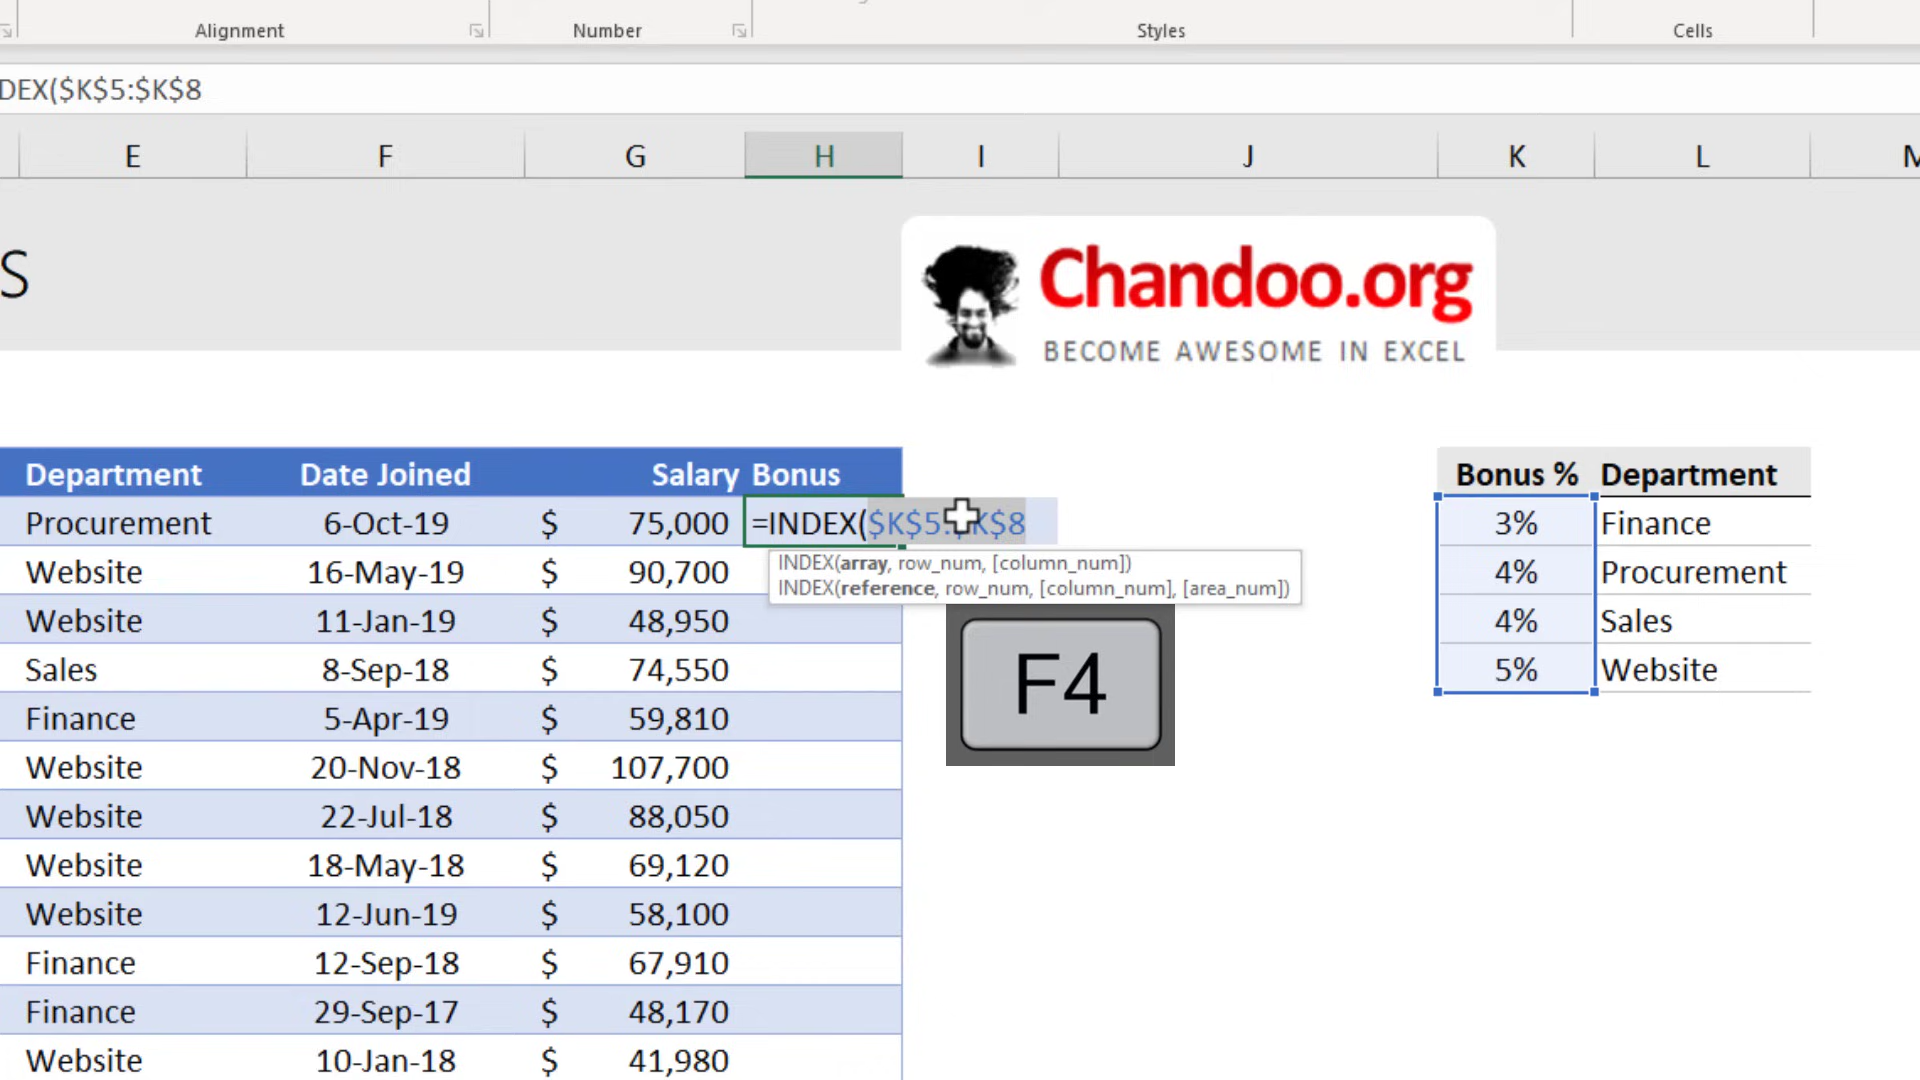 Alignment Number Styles Cells
DEX($K$5:$K$8
E F G H I J K L M
S
Chandoo.org
BECOME AWESOME IN EXCEL
Department Date Joined Salary Bonus Bonus % Department
Procurement 6-Oct-19 $ 75,000 =INDEX($K$5:$K$8 3% Finance
INDEX(array, row_num, [column_num])
Website 16-May-19 $ 90,700 4% Procurement
INDEX(reference, row_num, [column_num], [area_num])
Website 11-Jan-19 $ 48,950 4% Sales
Sales 8-Sep-18 $ 74,550 5% Website
F4
Finance 5-Apr-19 $ 59,810
Website 20-Nov-18 $ 107,700
Website 22-Jul-18 $ 88,050
Website 18-May-18 $ 69,120
Website 12-Jun-19 $ 58,100
Finance 12-Sep-18 $ 67,910
Finance 29-Sep-17 $ 48,170
Website 10-Jan-18 $ 41,980